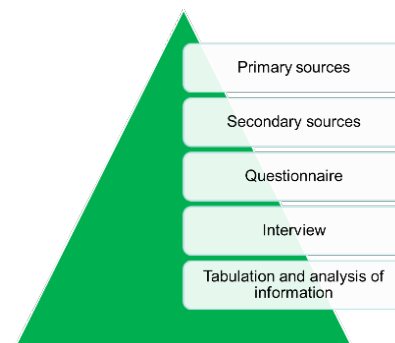 Primary sources
Secondary sources
Questionnaire
Interview
Tabulation and analysis of
information